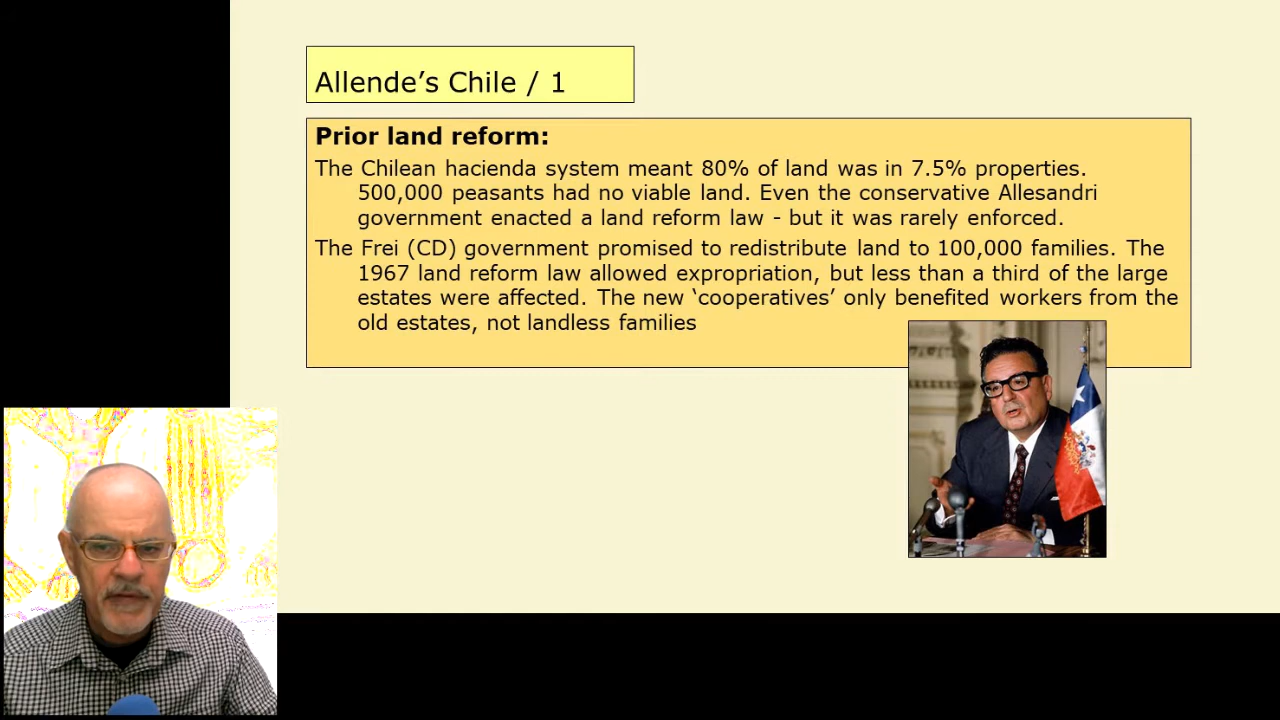 Allende’s Chile / 1
Prior land reform:
The Chilean hacienda system meant 80% of land was in 7.5% properties.
500,000 peasants had no viable land. Even the conservative Allesandri
government enacted a land reform law - but it was rarely enforced.
The Frei (CD) government promised to redistribute land to 100,000 families. The
1967 land reform law allowed expropriation, but less than a third of the large
estates were affected. The new ‘cooperatives’ only benefited workers from the
old estates, not landless families